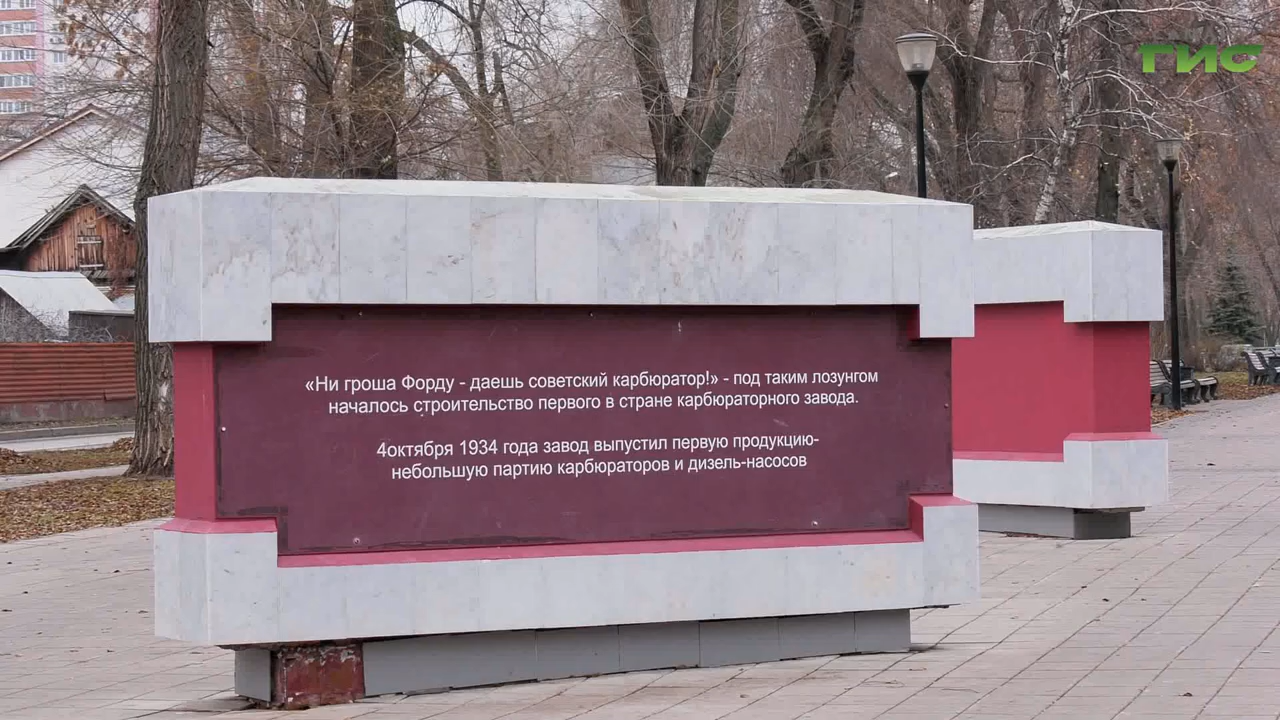 ГИС
«Ни гроша Форду - даешь советский карбюратор!» - под таким лозунгом
началось строительство первого в стране карбюраторного завода.
4октября 1934 года завод выпустил первую продукцию-
небольшую партию карбюраторов и дизель-насосов